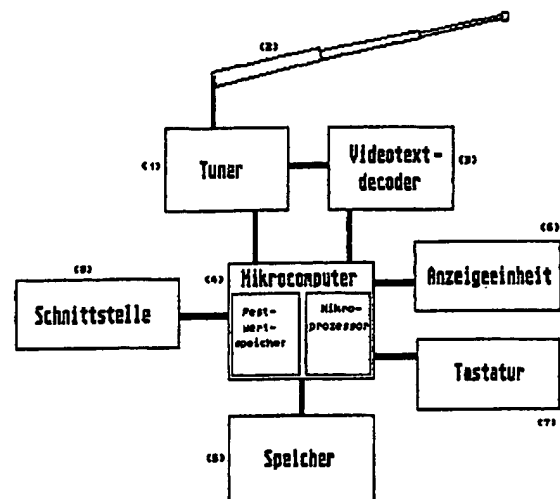 (2)
(1)
Tuner
Videotext-
decoder
(3)
(6)
Anzeigeeinheit
(8)
Schnittstelle
(4)
Mikrocomputer
Fest-
wert-
speicher
Mikro-
prozessor
Tastatur
(7)
(5)
Speicher